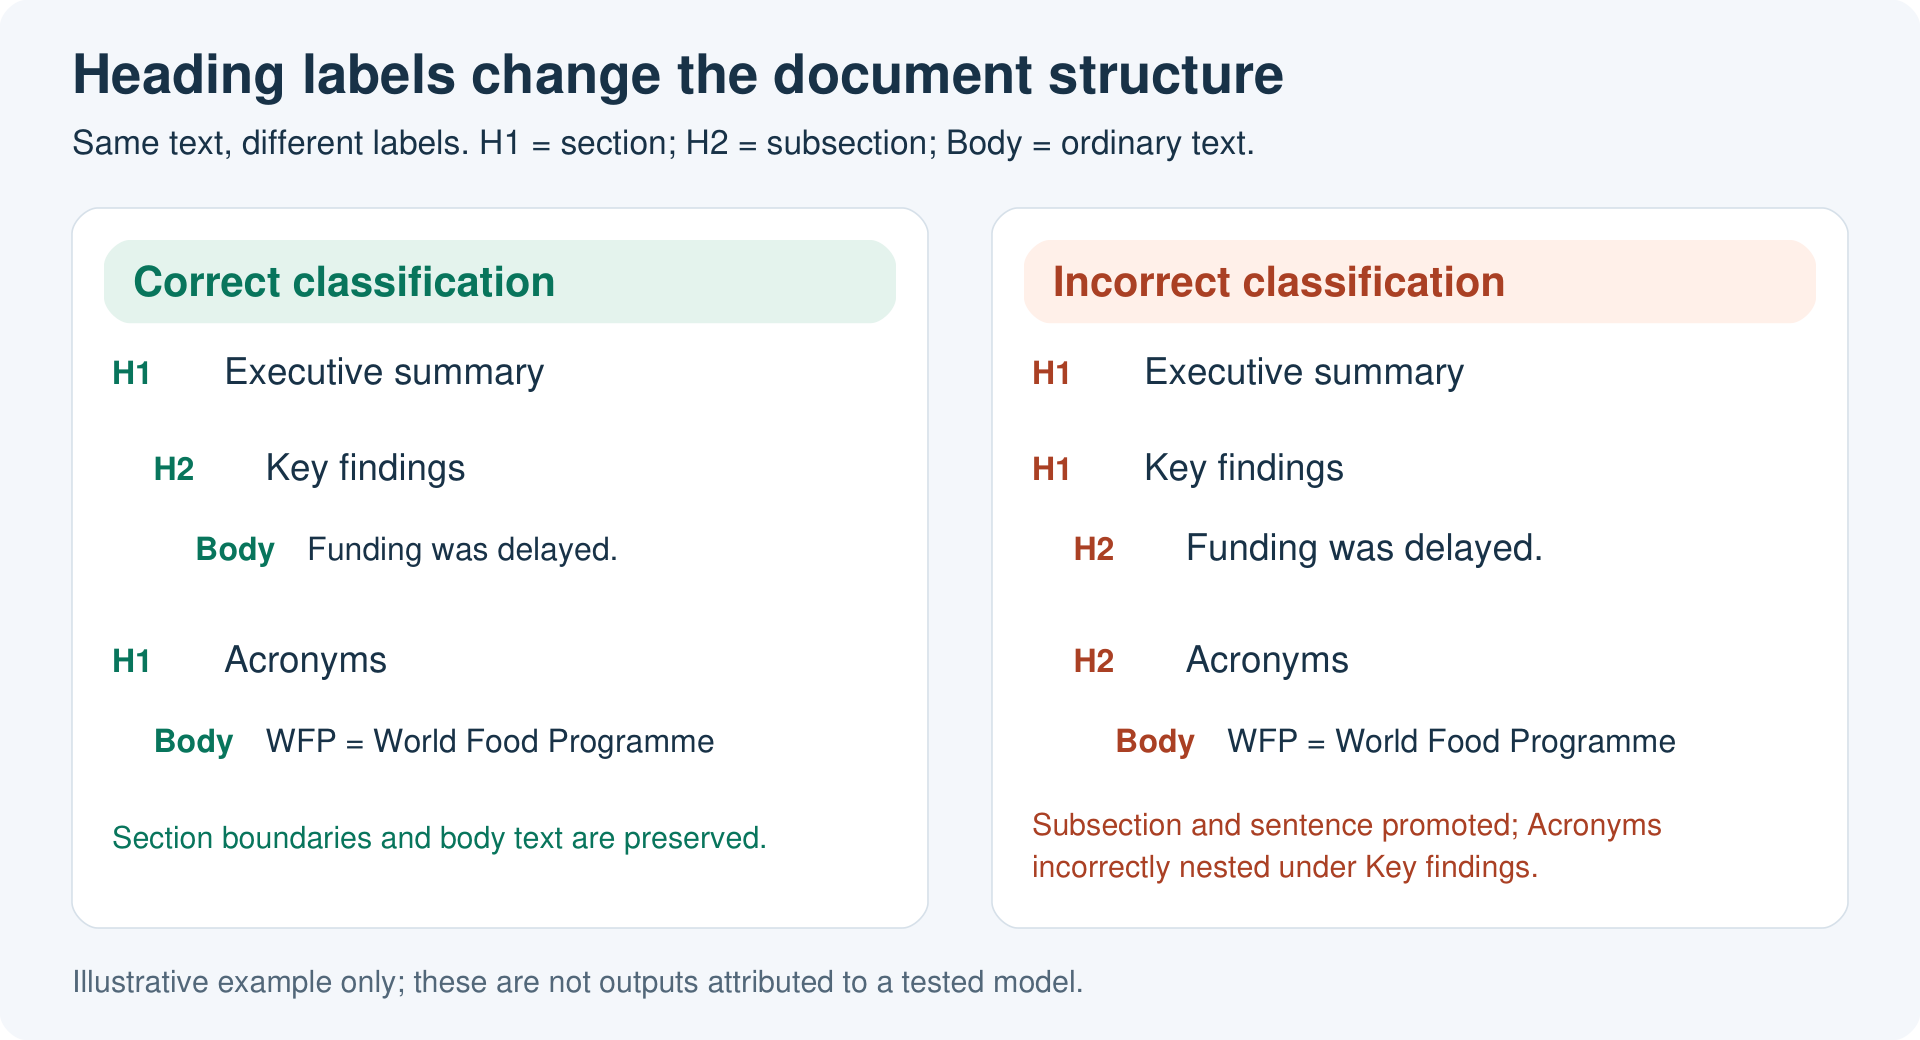 Heading labels change the document structure
Same text, different labels. H1 = section; H2 = subsection; Body = ordinary text.
Correct classification
H1 Executive summary
H2 Key findings
Body Funding was delayed.
H1 Acronyms
Body WFP = World Food Programme
Section boundaries and body text are preserved.
Incorrect classification
H1 Executive summary
H1 Key findings
H2 Funding was delayed.
H2 Acronyms
Body WFP = World Food Programme
Subsection and sentence promoted; Acronyms
incorrectly nested under Key findings.
Illustrative example only; these are not outputs attributed to a tested model.